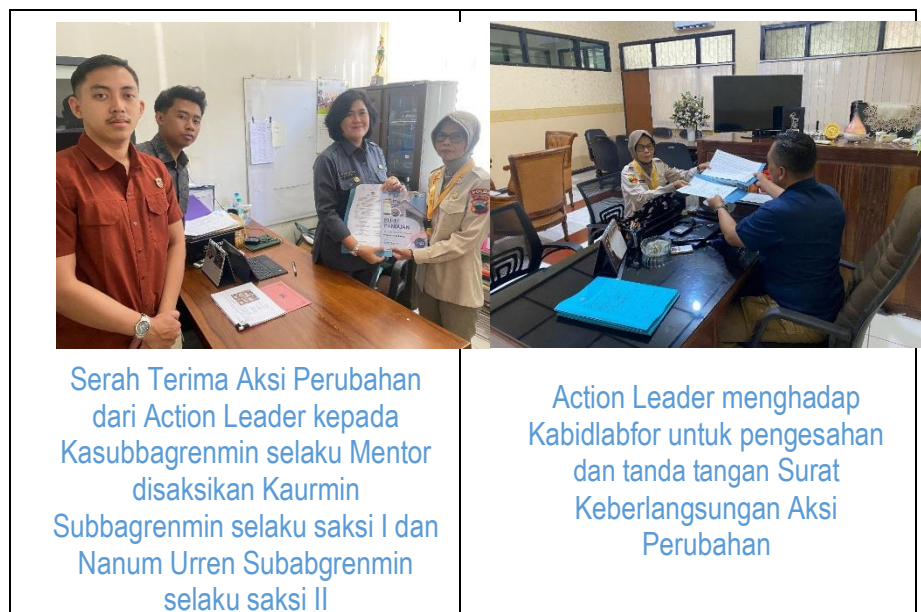 Serah Terima Aksi Perubahan
dari Action Leader kepada
Kasubbagrenmin selaku Mentor
disaksikan Kaurmin
Subbagrenmin selaku saksi I dan
Nanum Urren Subabgrenmin
selaku saksi II
Action Leader menghadap
Kabidlabfor untuk pengesahan
dan tanda tangan Surat
Keberlangsungan Aksi
Perubahan